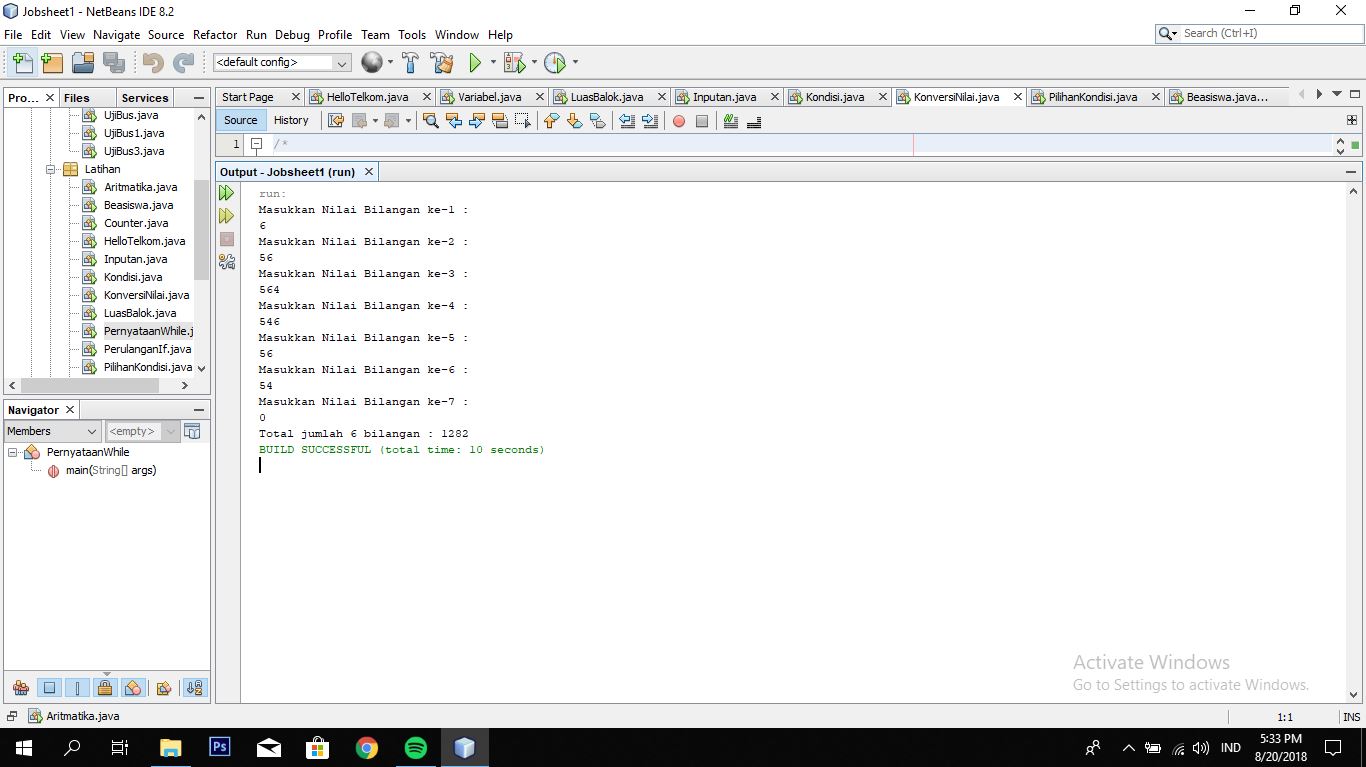 Jobsheet1 - NetBeans IDE 8.2
File Edit View Navigate Source Refactor Run Debug Profile Team Tools Window Help
Search (Ctrl+I)
<default config>
Pro... Files Services
Start Page HelloTelkom.java Variabel.java LuasBalok.java Inputan.java Kondisi.java KonversiNilai.java PilihanKondisi.java Beasiswa.java...
Source History
1 /*
UjiBus.java
UjiBus1.java
UjiBus3.java
Latihan
Aritmatika.java
Beasiswa.java
Counter.java
HelloTelkom.java
Inputan.java
Kondisi.java
KonversiNilai.java
LuasBalok.java
PernyataanWhile.j
PerulanganIf.java
PilihanKondisi.java
Output - Jobsheet1 (run)
run:
Masukkan Nilai Bilangan ke-1 :
6
Masukkan Nilai Bilangan ke-2 :
56
Masukkan Nilai Bilangan ke-3 :
564
Masukkan Nilai Bilangan ke-4 :
546
Masukkan Nilai Bilangan ke-5 :
56
Masukkan Nilai Bilangan ke-6 :
54
Masukkan Nilai Bilangan ke-7 :
0
Total jumlah 6 bilangan : 1282
BUILD SUCCESSFUL (total time: 10 seconds)
Navigator
Members <empty>
PernyataanWhile
main(String[] args)
Activate Windows
Go to Settings to activate Windows.
Aritmatika.java
1:1 INS
Ps
IND
5:33 PM
8/20/2018